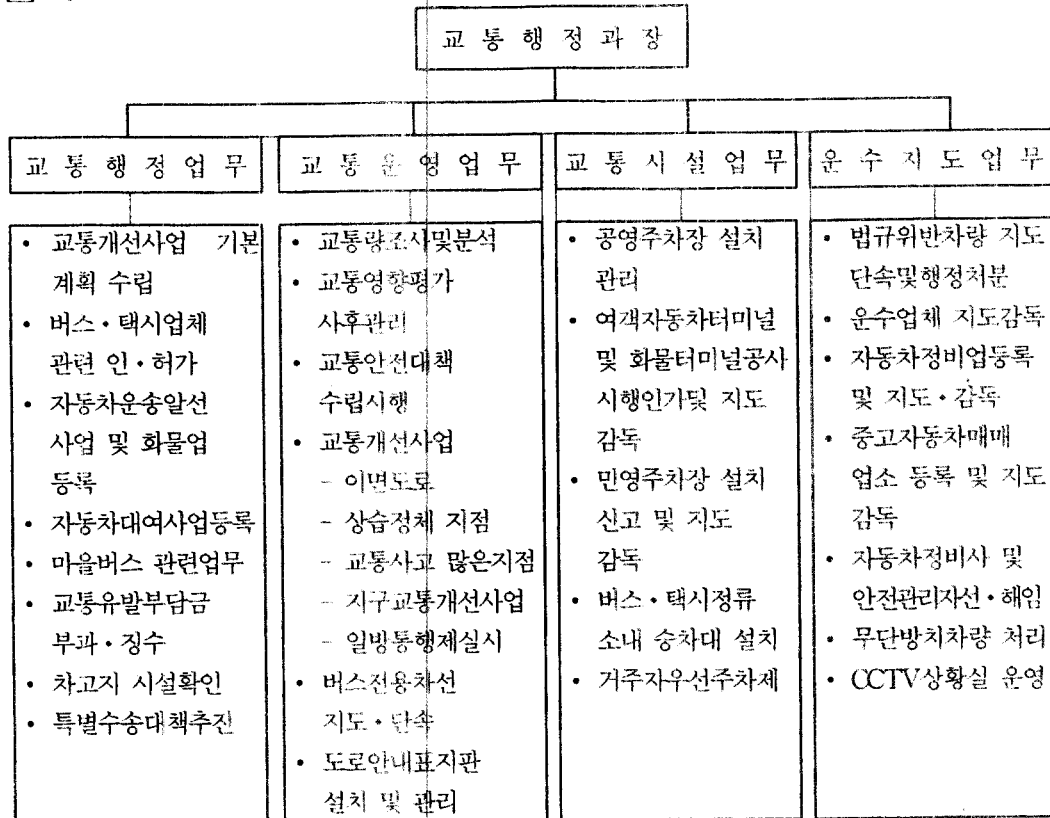 교통행정과장
교통행정업무
• 교통개선사업 기본
계획 수립
• 버스・택시업체
관련 인・허가
• 자동차운송알선
사업 및 화물업
등록
• 자동차대여사업등록
• 마을버스 관련업무
• 교통유발부담금
부과・징수
• 차고지 시설확인
• 특별수송대책추진
교통운영업무
• 교통량조사및분석
• 교통영향평가
사후관리
• 교통안전대책
수립시행
• 교통개선사업
- 이면도로
- 상습정체 지점
- 교통사고 많은지점
- 지구교통개선사업
- 일방통행제실시
• 버스전용차선
지도・단속
• 도로안내표지판
설치 및 관리
교통시설업무
• 공영주차장 설치
관리
• 여객자동차터미널
및 화물터미널공사
시행인가및 지도
감독
• 민영주차장 설치
신고 및 지도
감독
• 버스・택시정류
소내 승차대 설치
• 거주자우선주차제
운수지도업무
• 법규위반차량 지도
단속및행정처분
• 운수업체 지도감독
• 자동차정비업등록
및 지도・감독
• 중고자동차매매
업소 등록 및 지도
감독
• 자동차정비사 및
안전관리자선・해임
• 무단방치차량 처리
• CCTV상황실 운영